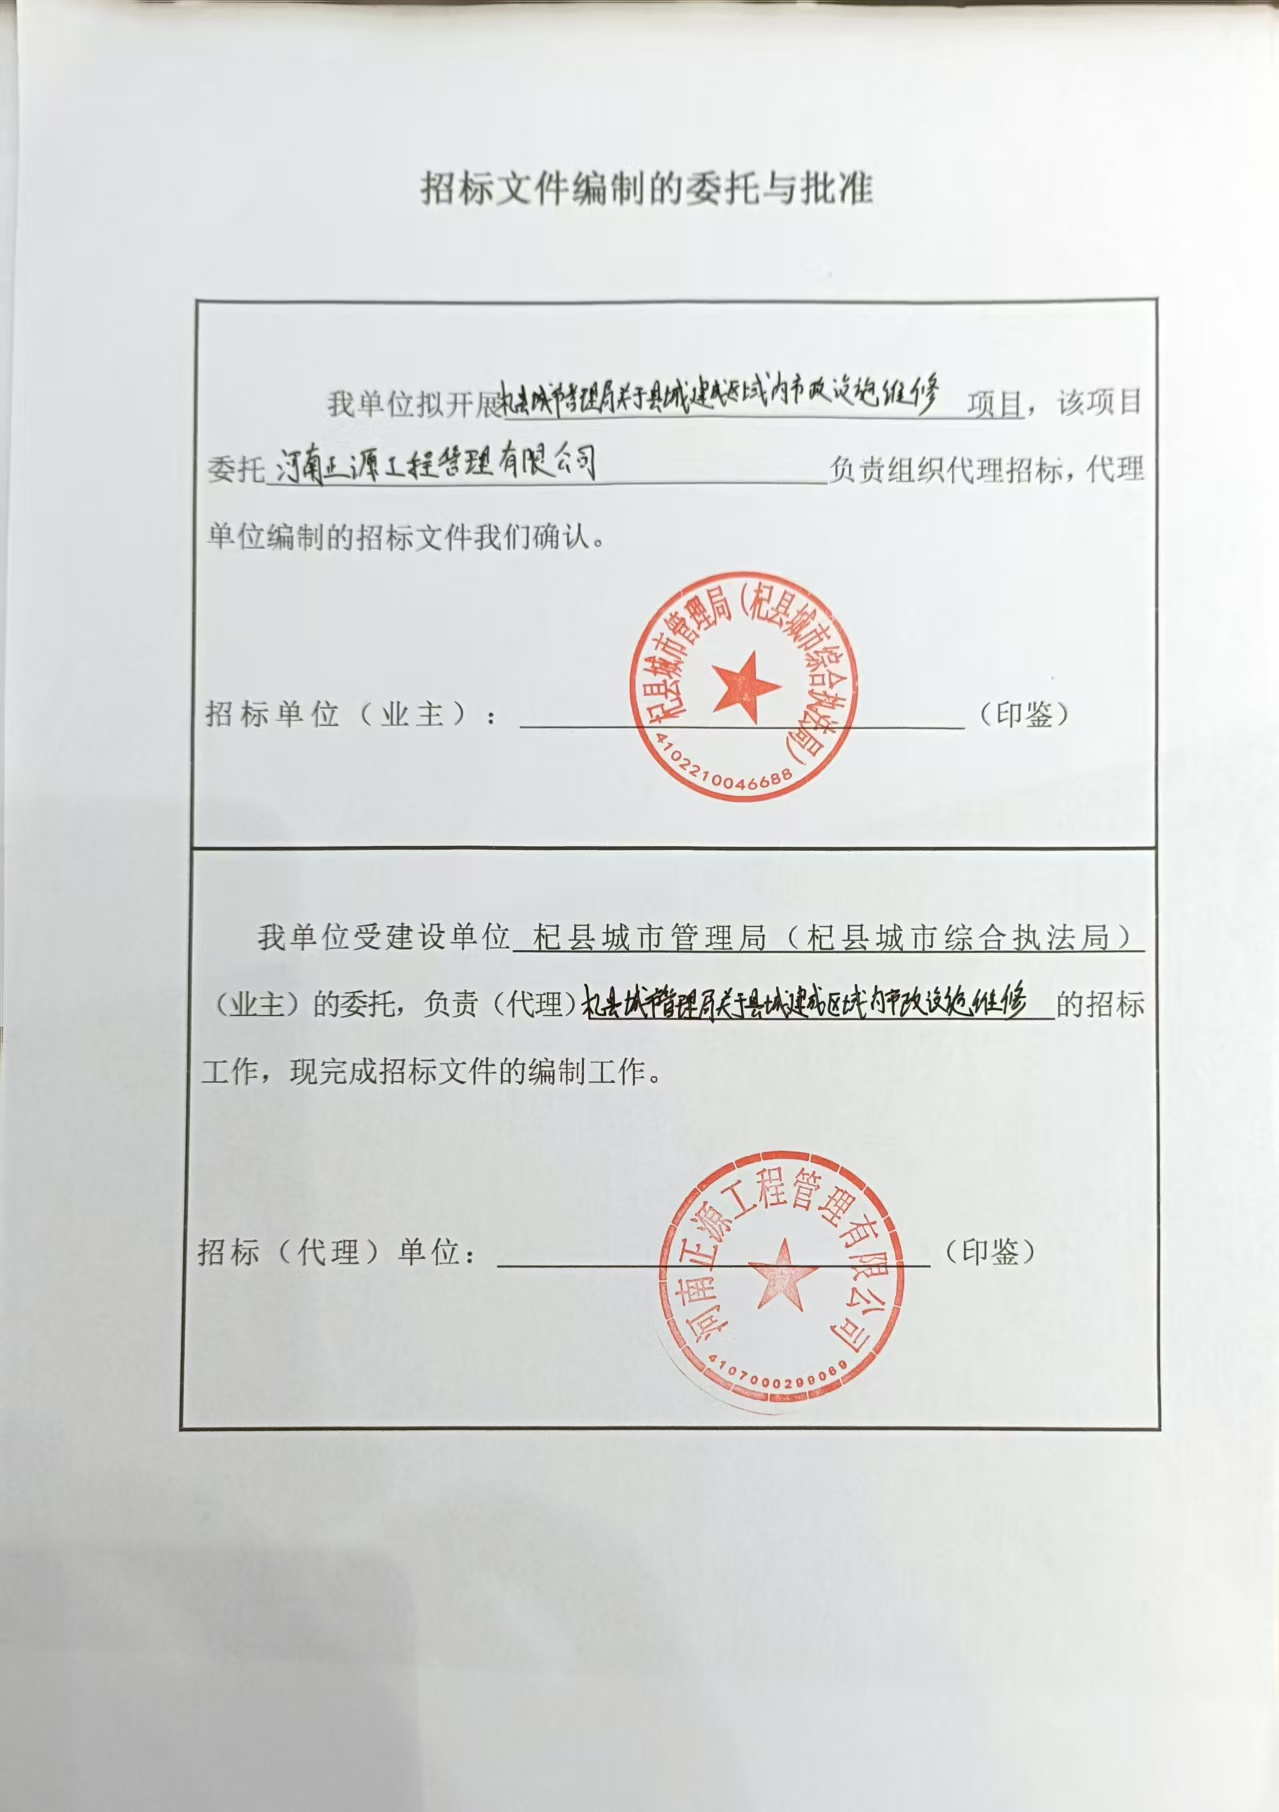 招标文件编制的委托与批准
我单位拟开展杞县城市管理局关于县城建成区域内市政设施维修 项目，该项目
委托 河南正源工程管理有限公司 负责组织代理招标，代理
单位编制的招标文件我们确认。
杞县城市管理局（杞县城市综合执法局）
招标单位（业主）： （印鉴）
4102210046688
我单位受建设单位 杞县城市管理局（杞县城市综合执法局）
（业主）的委托，负责（代理）杞县城市管理局关于县城建成区域内市政设施维修 的招标
工作，现完成招标文件的编制工作。
河南正源工程管理有限公司
招标（代理）单位： （印鉴）
4107000299069